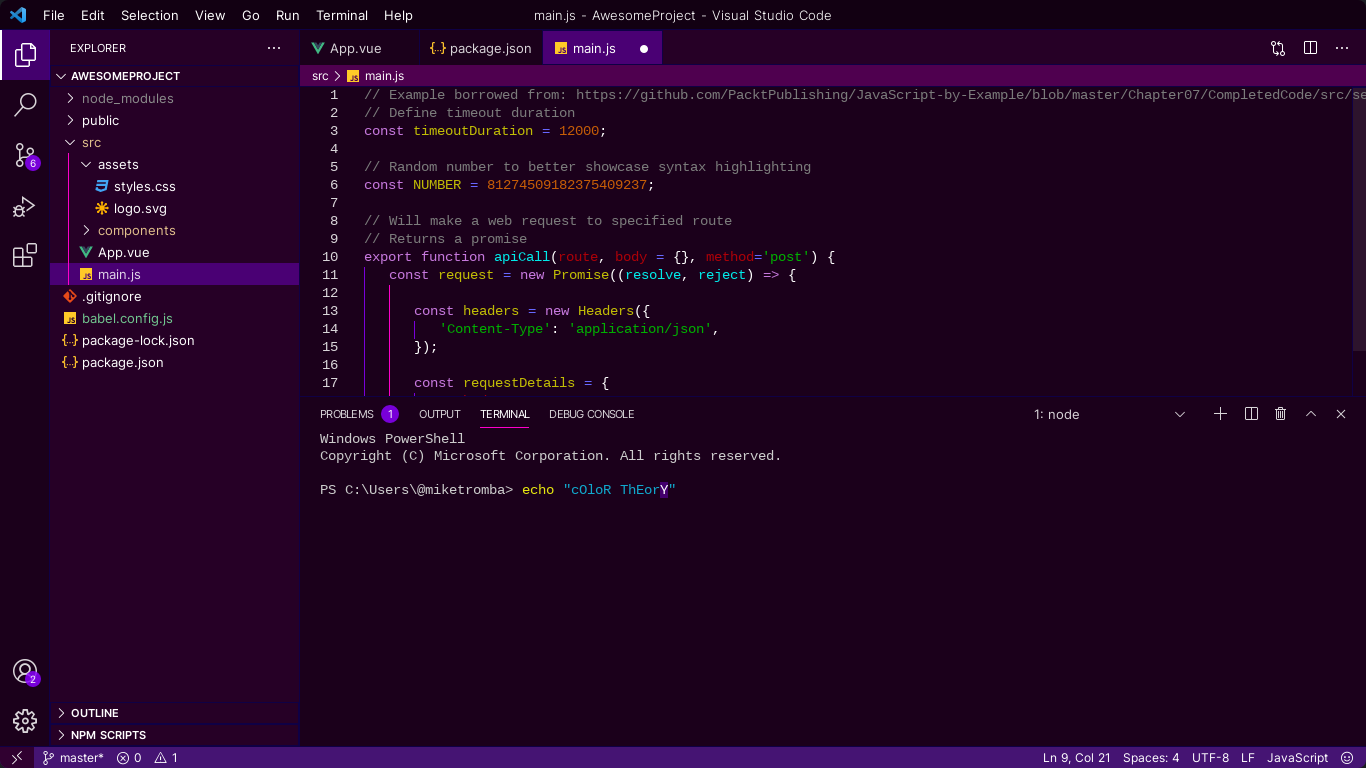 File Edit Selection View Go Run Terminal Help
main.js - AwesomeProject - Visual Studio Code
EXPLORER
AWESOMEPROJECT
node_modules
public
src
assets
styles.css
logo.svg
components
App.vue
main.js
.gitignore
babel.config.js
package-lock.json
package.json
OUTLINE
NPM SCRIPTS
6
2
App.vue
package.json
main.js
src > main.js
1 // Example borrowed from: https://github.com/PacktPublishing/JavaScript-by-Example/blob/master/Chapter07/CompletedCode/src/se
2 // Define timeout duration
3 const timeoutDuration = 12000;
4
5 // Random number to better showcase syntax highlighting
6 const NUMBER = 81274509182375409237;
7
8 // Will make a web request to specified route
9 // Returns a promise
10 export function apiCall(route, body = {}, method='post') {
11 const request = new Promise((resolve, reject) => {
12
13 const headers = new Headers({
14 'Content-Type': 'application/json',
15 });
16
17 const requestDetails = {
PROBLEMS 1 OUTPUT TERMINAL DEBUG CONSOLE
1: node
Windows PowerShell
Copyright (C) Microsoft Corporation. All rights reserved.
PS C:\Users\@miketromba> echo "cOloR ThEorY"
master* 0 1
Ln 9, Col 21 Spaces: 4 UTF-8 LF JavaScript